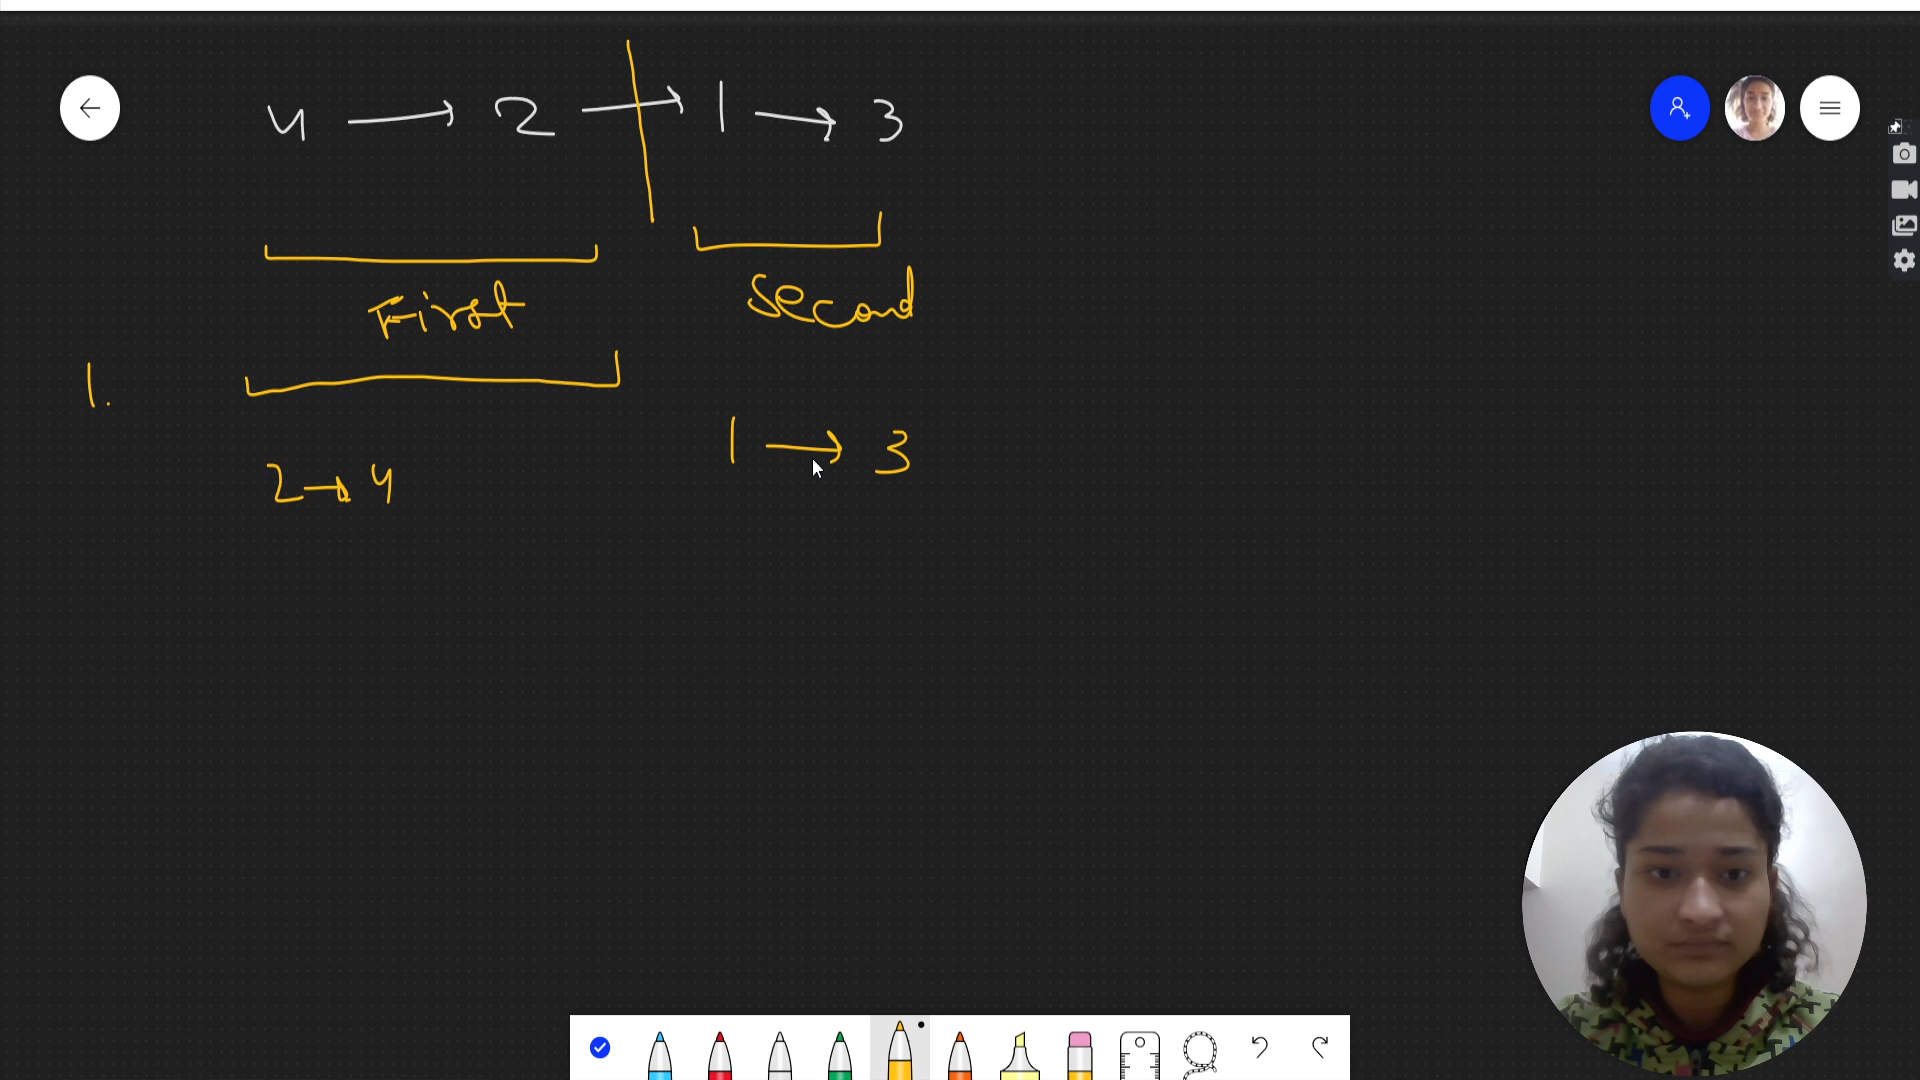 4 → 2 → 1 → 3
First Second
1.
1 → 3
2 → 4